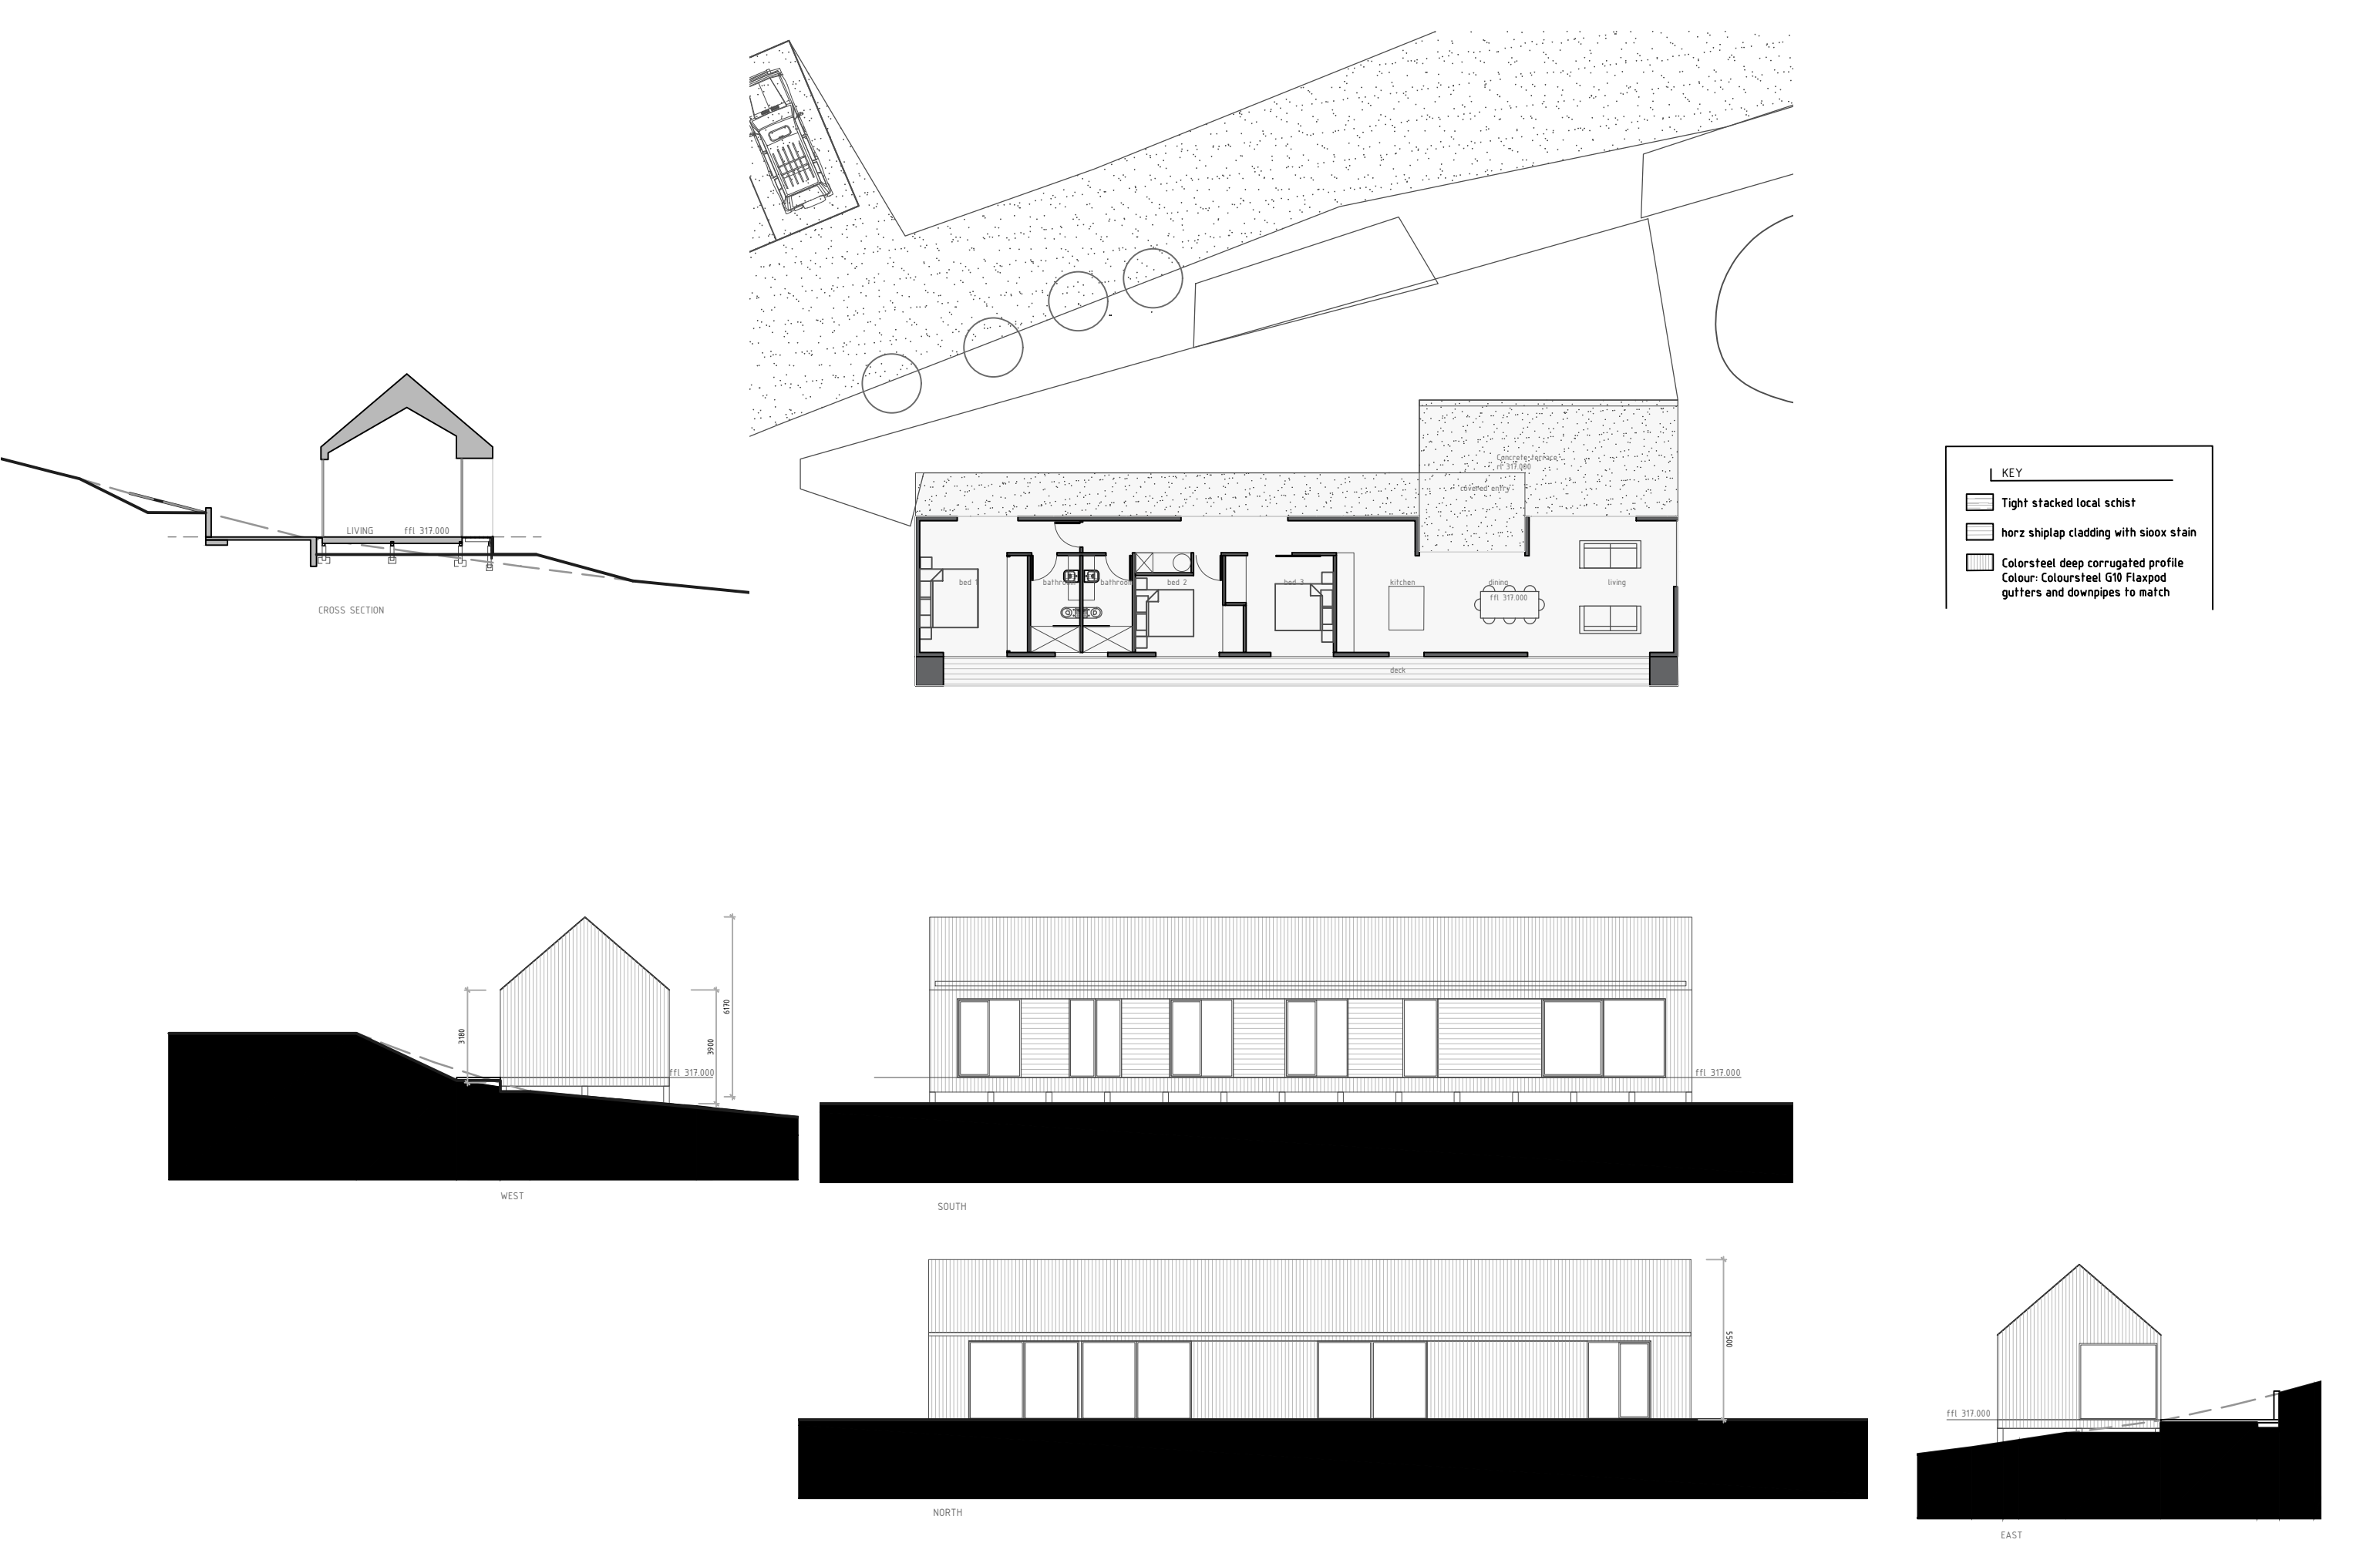 Concrete terrace
rl 317.080
covered entry
bed 1
bathroom
bathroom
bed 2
bed 3
kitchen
dining
living
ffl 317.000
deck
LIVING
ffl 317.000
CROSS SECTION
KEY
Tight stacked local schist
horz shiplap cladding with sioox stain
Colorsteel deep corrugated profile
Colour: Coloursteel G10 Flaxpod
gutters and downpipes to match
3180
6170
3900
ffl 317.000
WEST
ffl 317.000
SOUTH
5500
NORTH
ffl 317.000
EAST